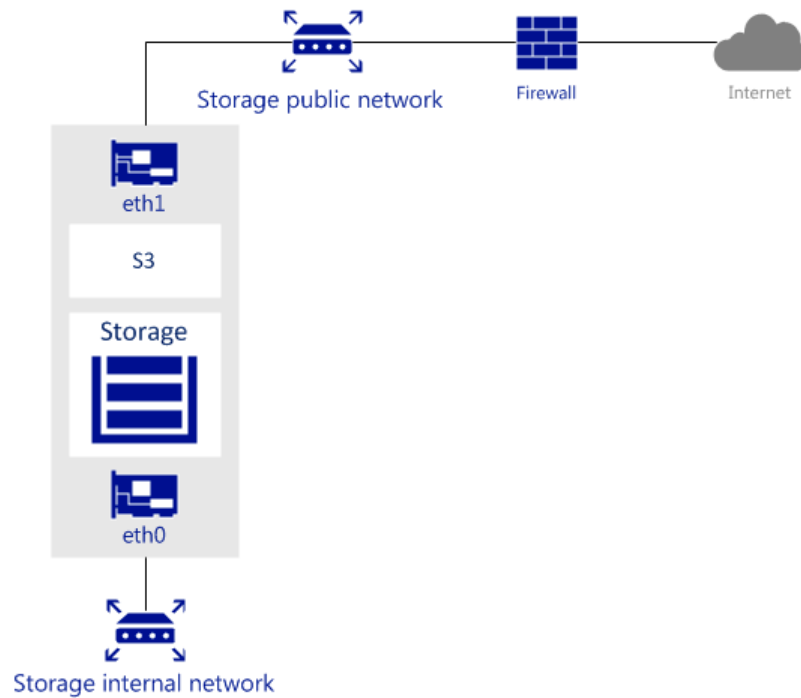 Storage public network
Firewall
Internet
eth1
S3
Storage
eth0
Storage internal network